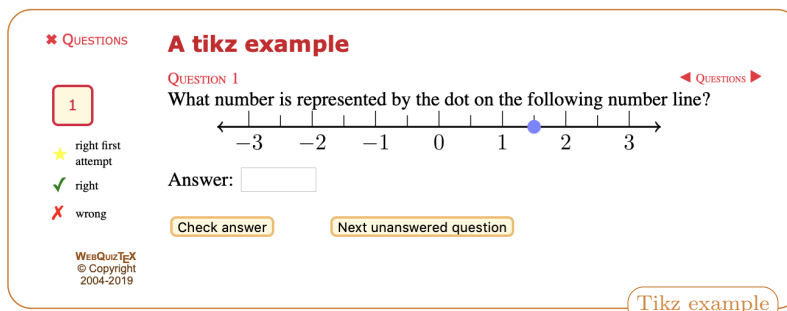 ✖ QUESTIONS
A tikz example
QUESTION 1
◀ QUESTIONS ▶
What number is represented by the dot on the following number line?
1
−3 −2 −1 0 1 2 3
right first
attempt
right
wrong
Answer:
Check answer
Next unanswered question
WEBQUIZTEX
© Copyright
2004-2019
Tikz example